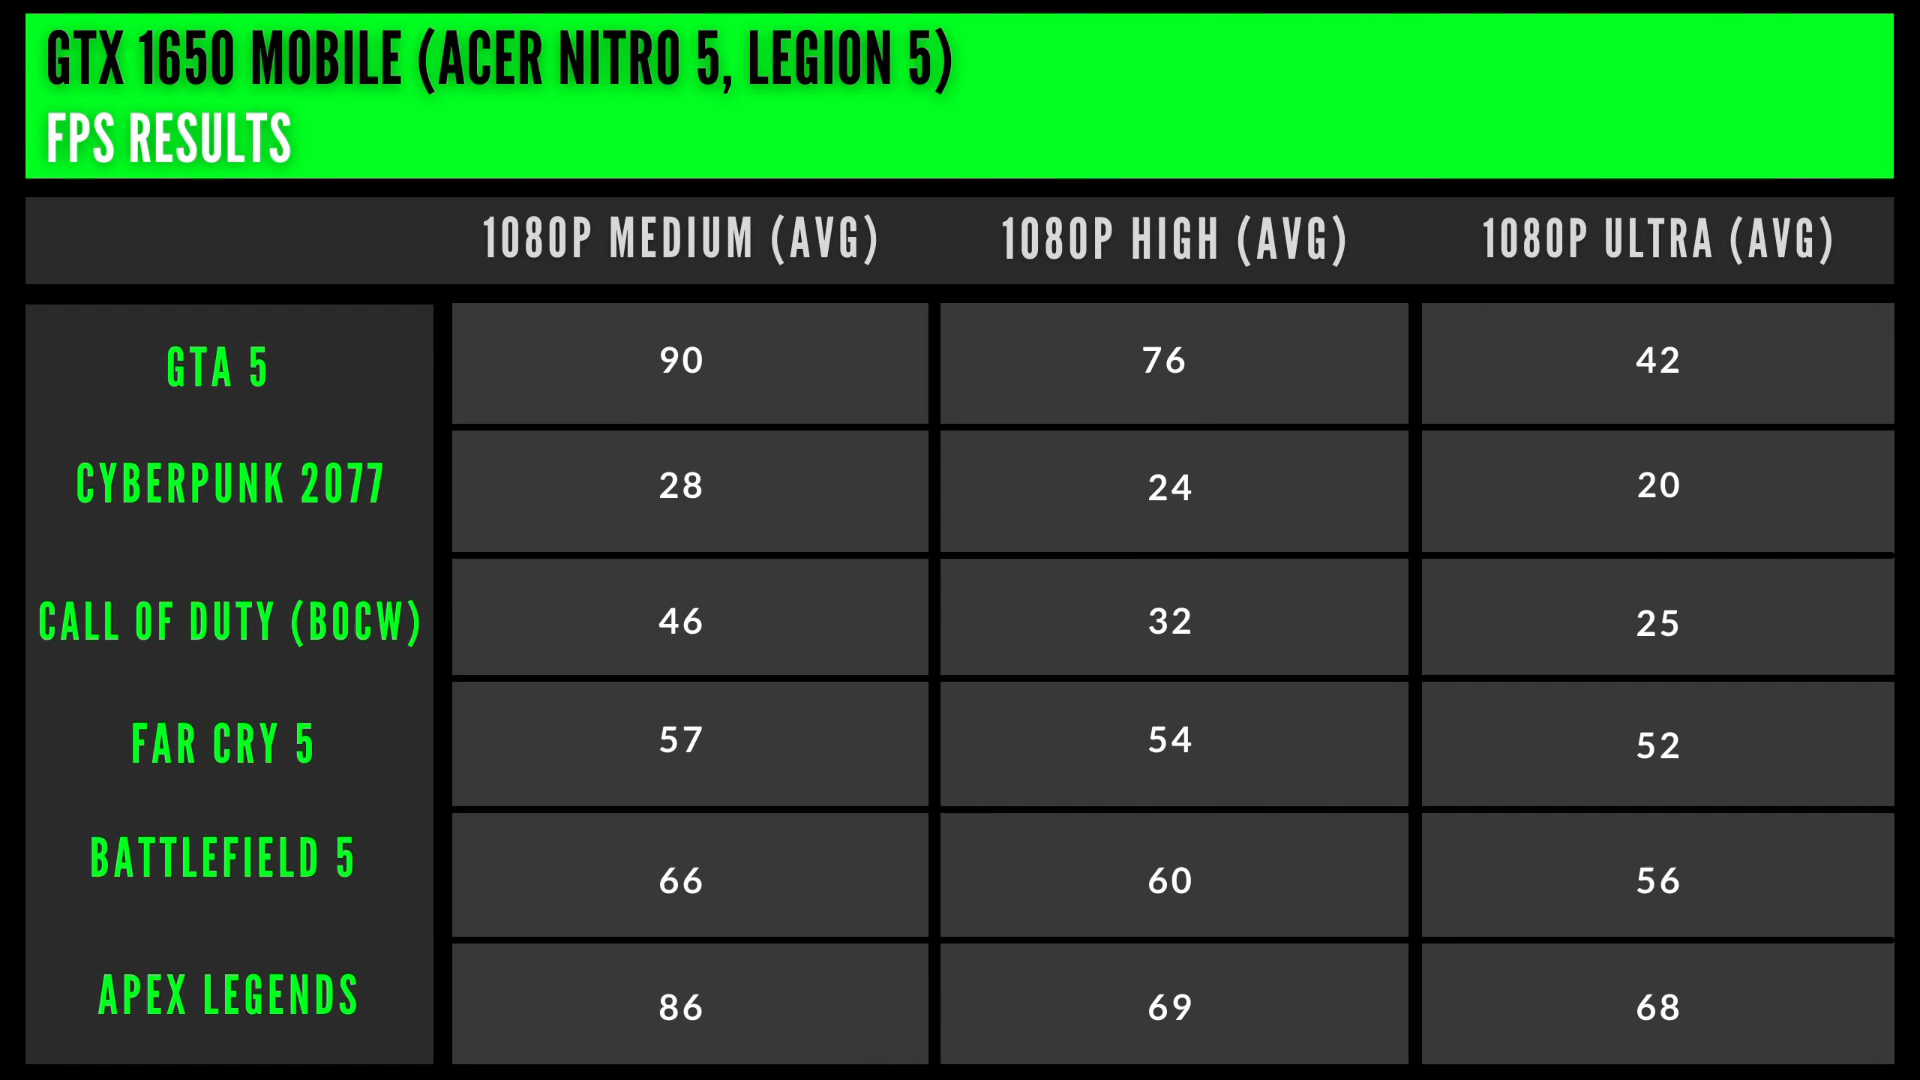 GTX 1650 MOBILE (ACER NITRO 5, LEGION 5)
FPS RESULTS
1080P MEDIUM (AVG) 1080P HIGH (AVG) 1080P ULTRA (AVG)
GTA 5 90 76 42
CYBERPUNK 2077 28 24 20
CALL OF DUTY (BOCW) 46 32 25
FAR CRY 5 57 54 52
BATTLEFIELD 5 66 60 56
APEX LEGENDS 86 69 68